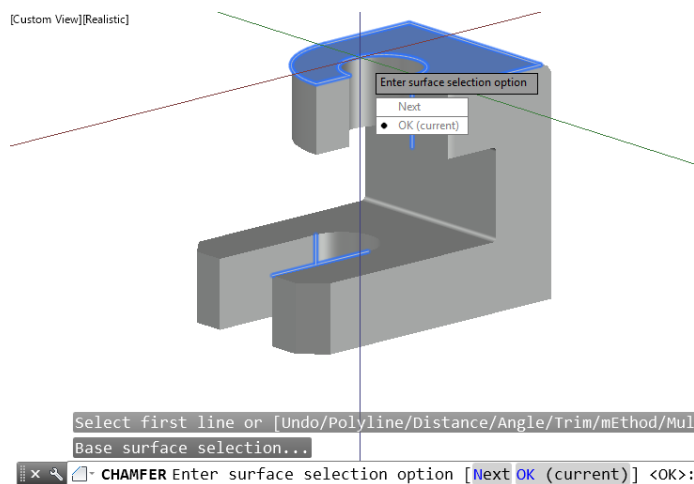 [Custom View][Realistic]
Enter surface selection option
Next
OK (current)
Select first line or [Undo/Polyline/Distance/Angle/Trim/mEthod/Mul
Base surface selection...
CHAMFER Enter surface selection option [Next OK (current)] <OK>: